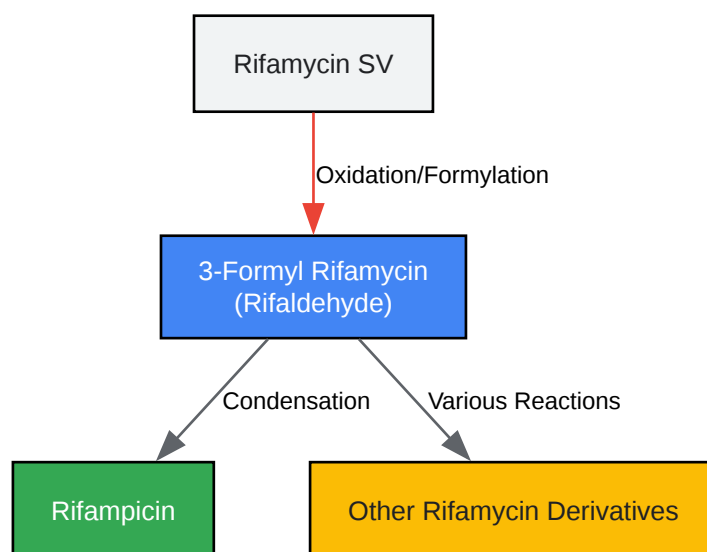 Rifamycin SV
Oxidation/Formylation
3-Formyl Rifamycin
(Rifaldehyde)
Condensation
Various Reactions
Rifampicin
Other Rifamycin Derivatives